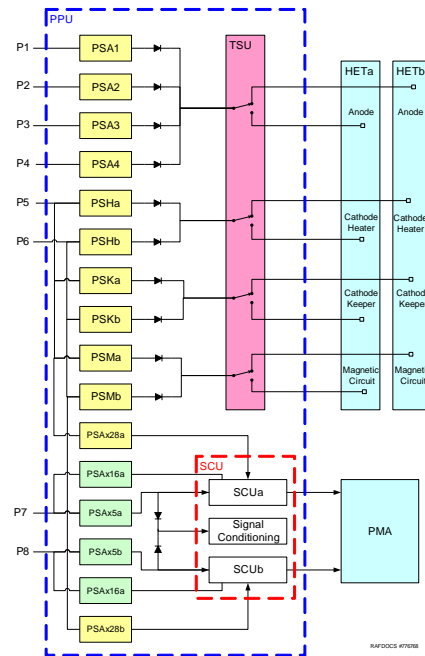 PPU
P1
PSA1
TSU
P2
PSA2
HETa
HETb
Anode
Anode
P3
PSA3
P4
PSA4
P5
PSHa
P6
PSHb
Cathode
Heater
Cathode
Heater
PSKa
PSKb
Cathode
Keeper
Cathode
Keeper
PSMa
PSMb
Magnetic
Circuit
Magnetic
Circuit
PSAx28a
SCU
PSAx16a
SCUa
P7
PSAx5a
Signal
Conditioning
PMA
P8
PSAx5b
SCUb
PSAx16a
PSAx28b
RAFDOCS #776768